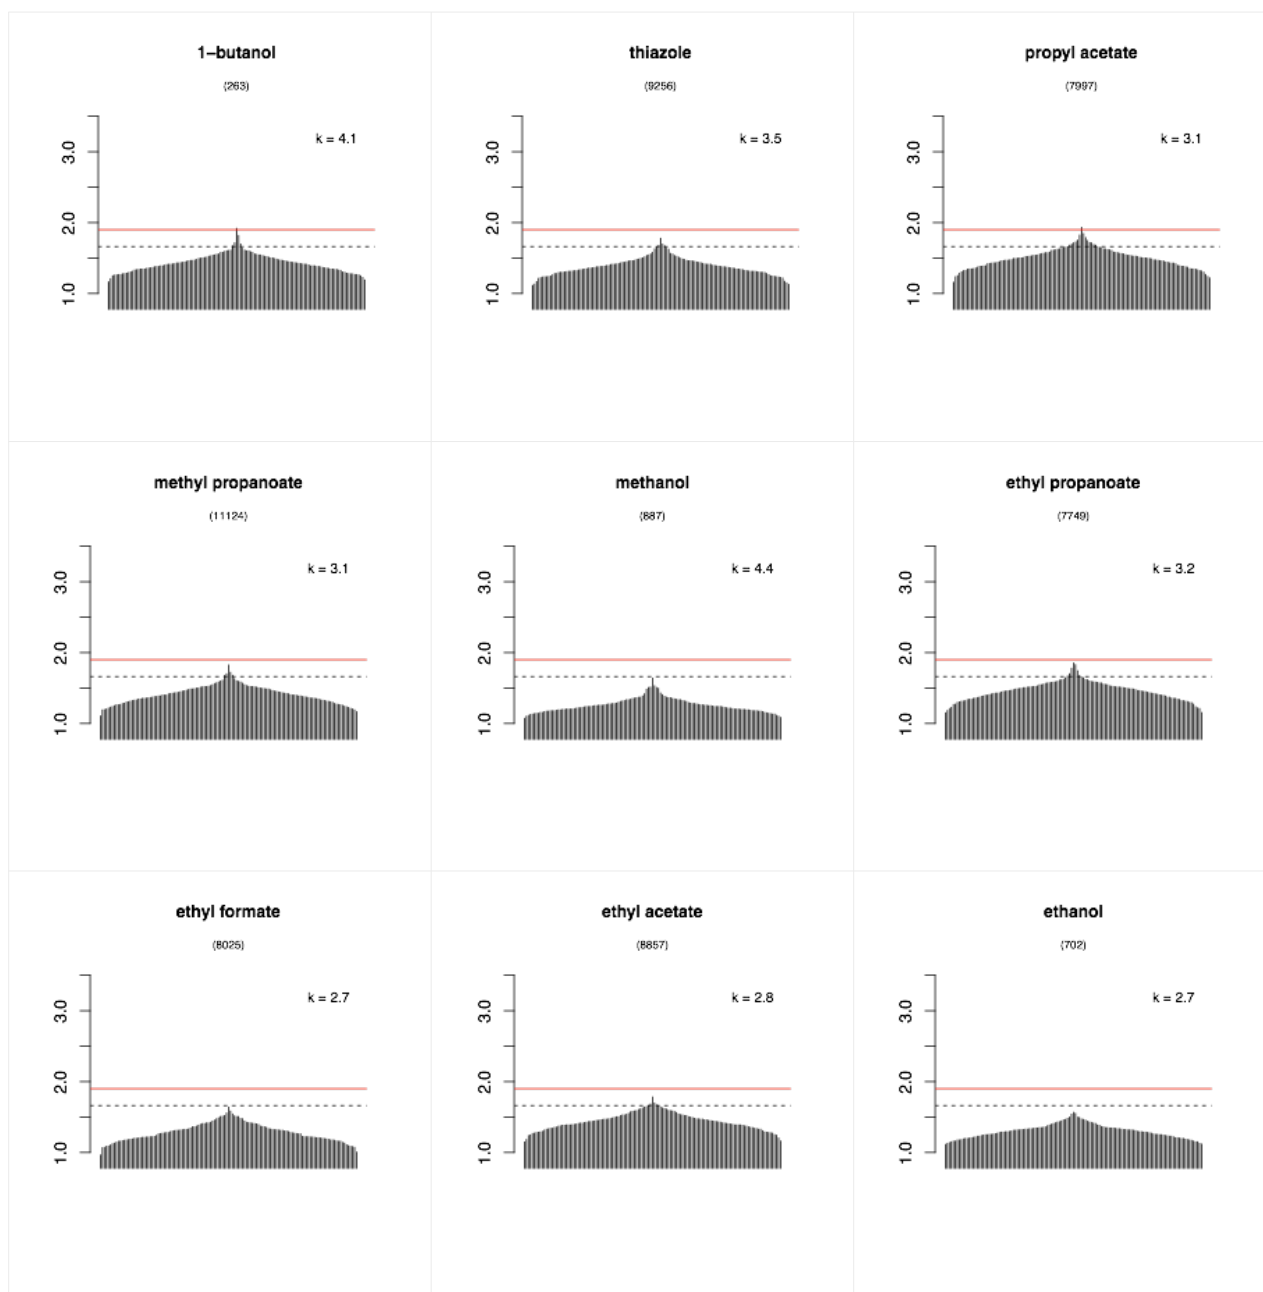 1–butanol
(263)
k = 4.1
3.0
2.0
1.0
thiazole
(9256)
k = 3.5
3.0
2.0
1.0
propyl acetate
(7997)
k = 3.1
3.0
2.0
1.0
methyl propanoate
(11124)
k = 3.1
3.0
2.0
1.0
methanol
(887)
k = 4.4
3.0
2.0
1.0
ethyl propanoate
(7749)
k = 3.2
3.0
2.0
1.0
ethyl formate
(8025)
k = 2.7
3.0
2.0
1.0
ethyl acetate
(8857)
k = 2.8
3.0
2.0
1.0
ethanol
(702)
k = 2.7
3.0
2.0
1.0